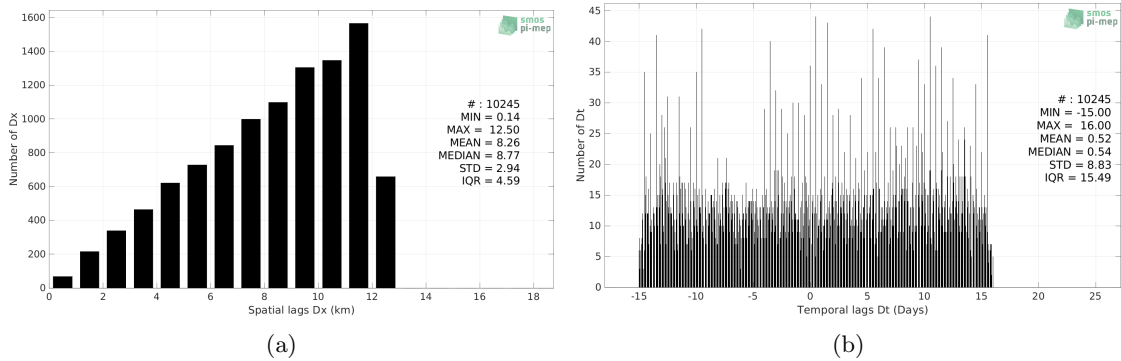 1600
1400
1200
1000
800
600
400
200
0
Number of Dx
smos
pi-mep
# : 10245
MIN = 0.14
MAX = 12.50
MEAN = 8.26
MEDIAN = 8.77
STD = 2.94
IQR = 4.59
0 2 4 6 8 10 12 14 16 18
Spatial lags Dx (km)
(a)
45
40
35
30
25
20
15
10
5
0
Number of Dt
smos
pi-mep
# : 10245
MIN = -15.00
MAX = 16.00
MEAN = 0.52
MEDIAN = 0.54
STD = 8.83
IQR = 15.49
-15 -10 -5 0 5 10 15 20 25
Temporal lags Dt (Days)
(b)